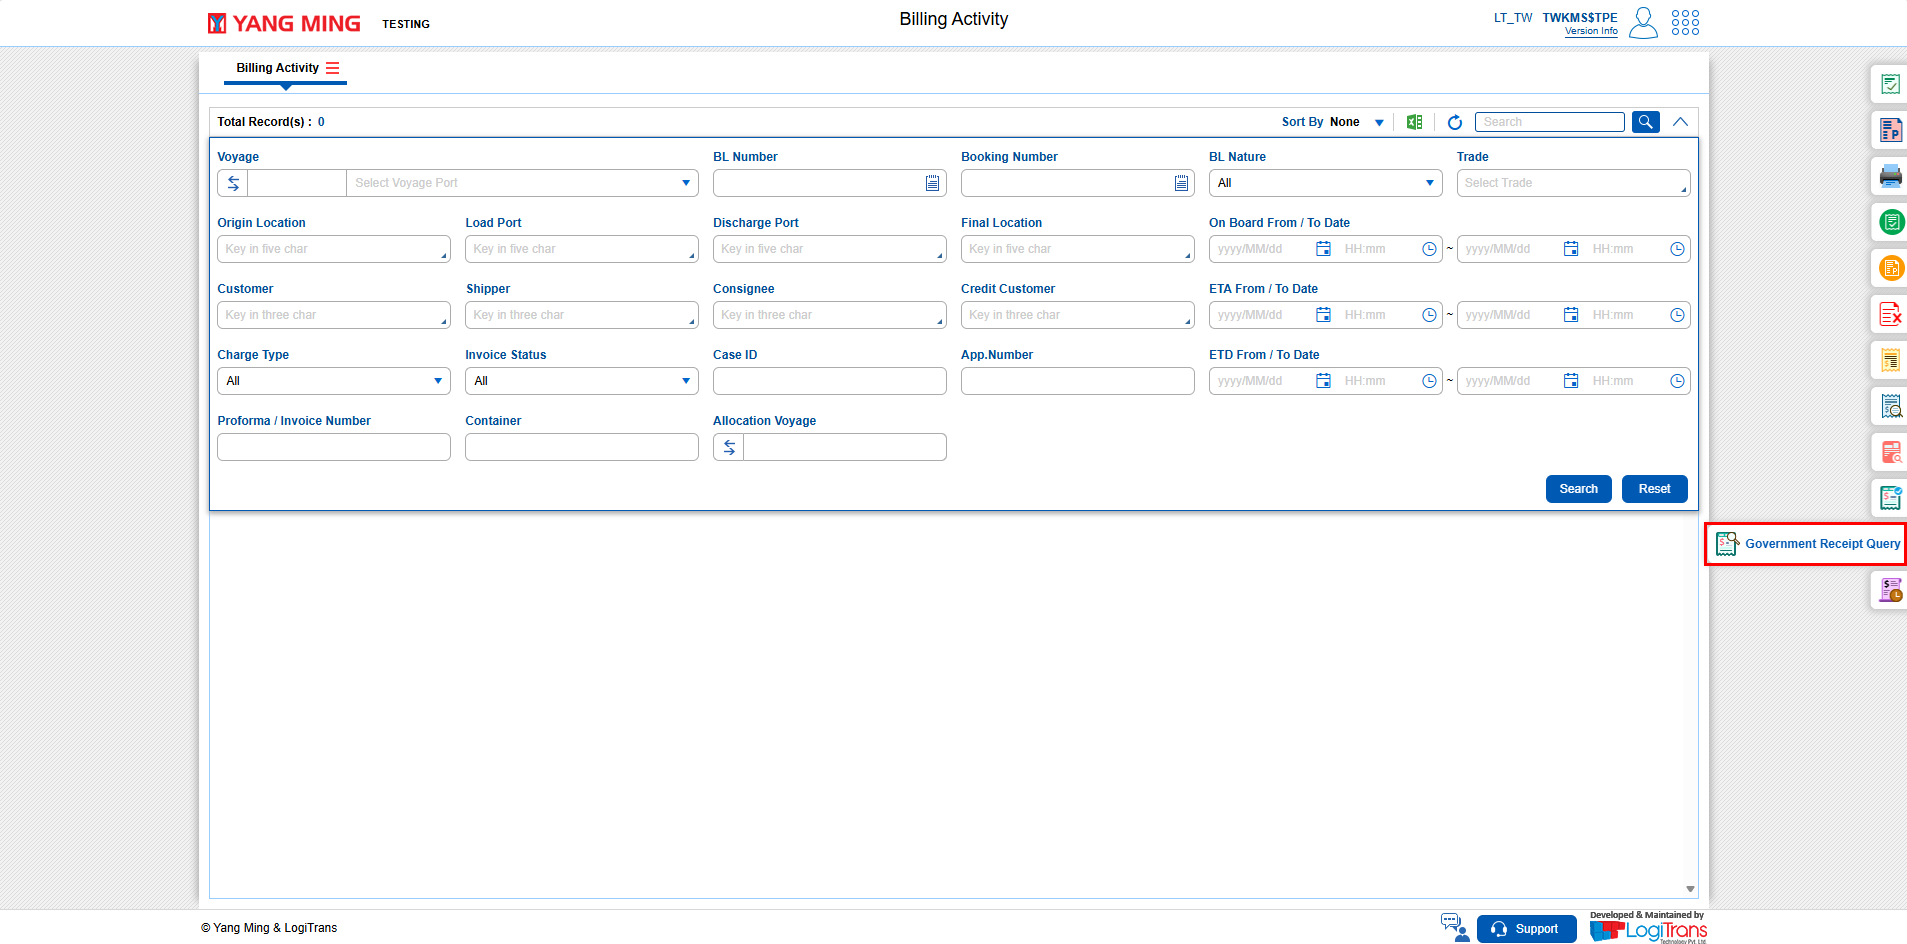 YANG MING TESTING Billing Activity LT_TW TWKMS$TPE
Version Info
Billing Activity
Total Record(s) : 0 Sort By None Search
Voyage BL Number Booking Number BL Nature Trade
Select Voyage Port All Select Trade
Origin Location Load Port Discharge Port Final Location On Board From / To Date
Key in five char Key in five char Key in five char Key in five char yyyy/MM/dd HH:mm ~ yyyy/MM/dd HH:mm
Customer Shipper Consignee Credit Customer ETA From / To Date
Key in three char Key in three char Key in three char Key in three char yyyy/MM/dd HH:mm ~ yyyy/MM/dd HH:mm
Charge Type Invoice Status Case ID App.Number ETD From / To Date
All All yyyy/MM/dd HH:mm ~ yyyy/MM/dd HH:mm
Proforma / Invoice Number Container Allocation Voyage
Search Reset
Government Receipt Query
© Yang Ming & LogiTrans Support
Developed & Maintained by
LogiTrans
Technology Pvt. Ltd.